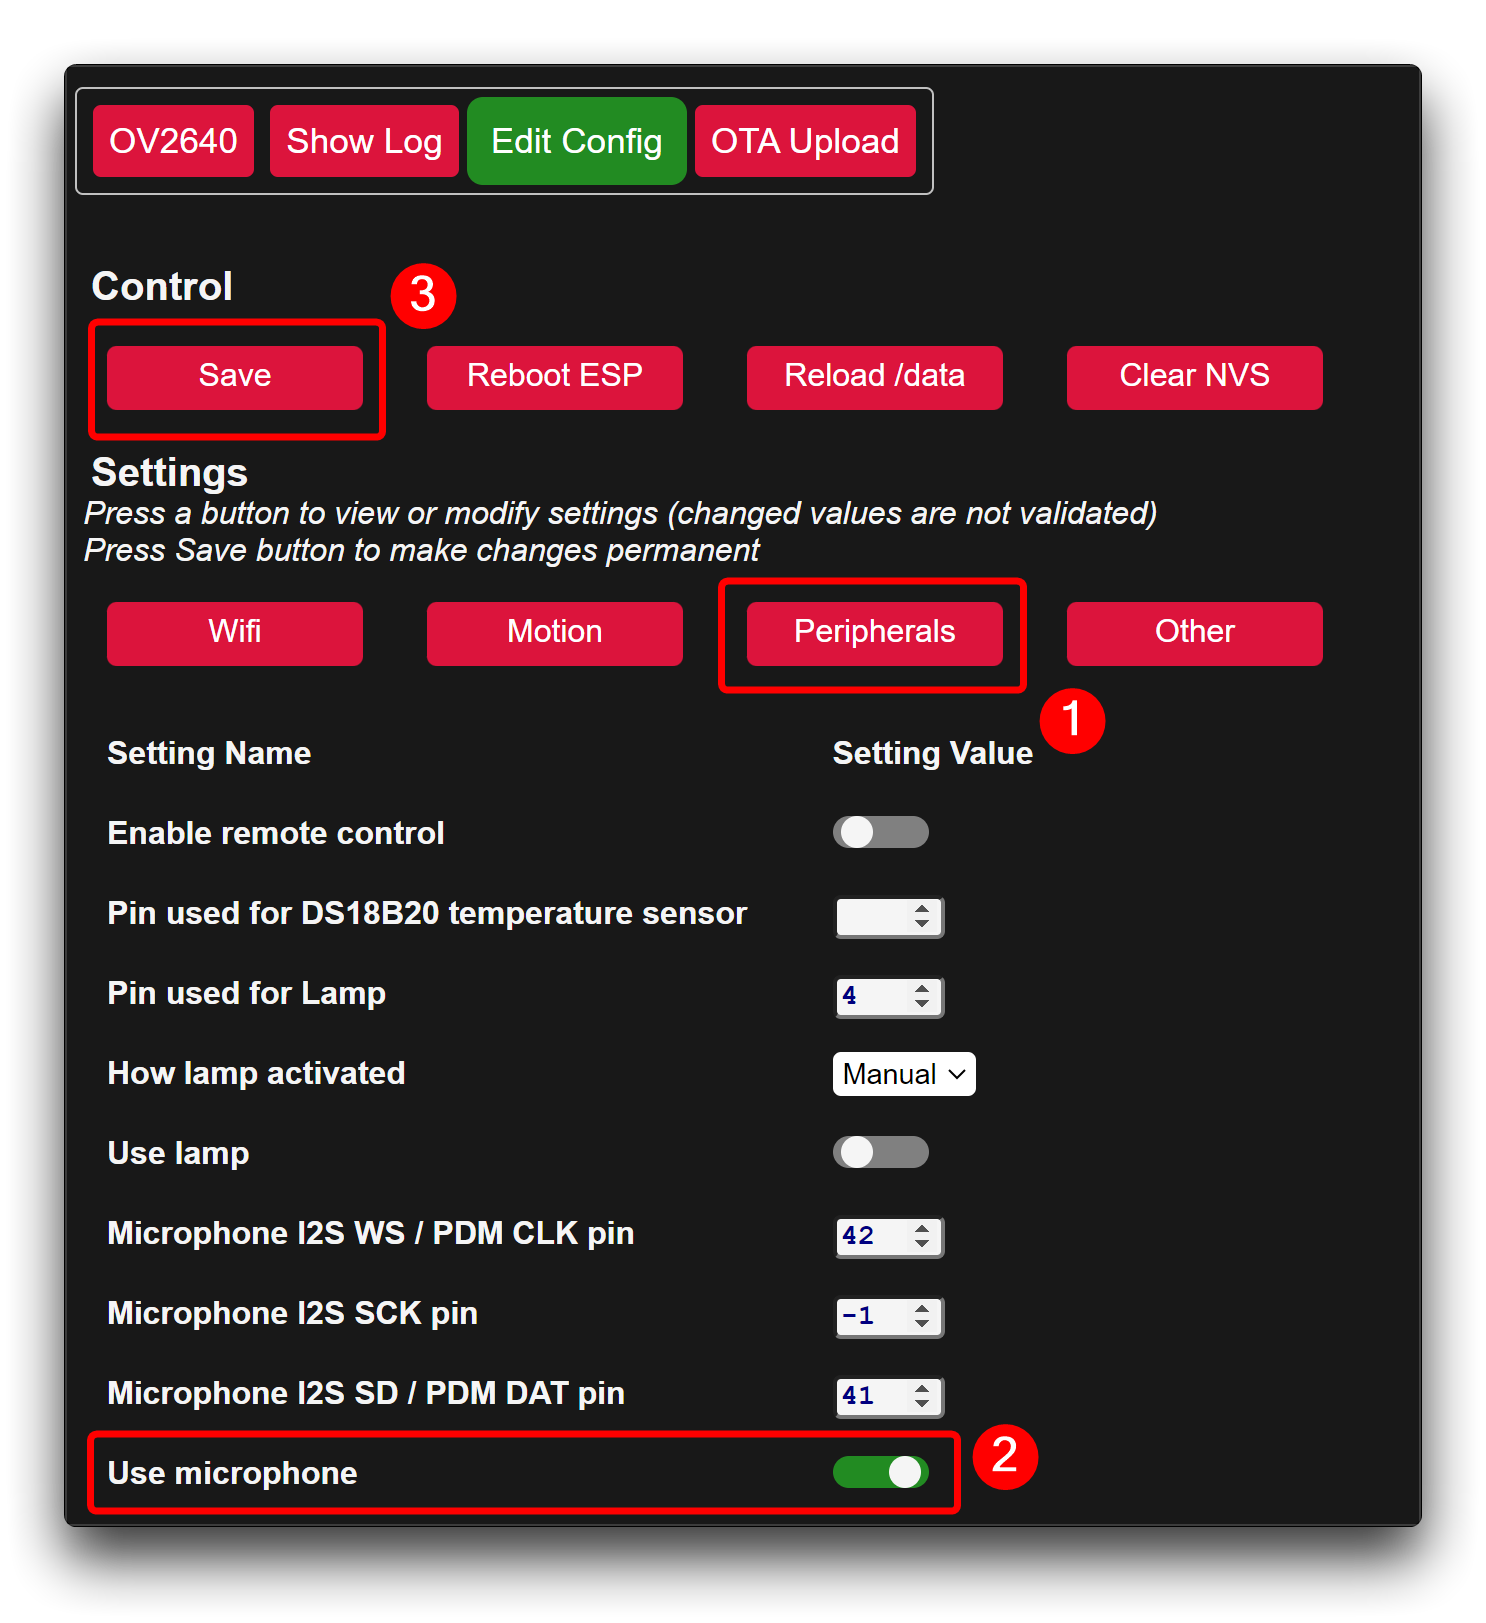 OV2640 Show Log Edit Config OTA Upload
Control 3
Save Reboot ESP Reload /data Clear NVS
Settings
Press a button to view or modify settings (changed values are not validated)
Press Save button to make changes permanent
Wifi Motion Peripherals Other
1
Setting Name Setting Value
Enable remote control
Pin used for DS18B20 temperature sensor
Pin used for Lamp 4
How lamp activated Manual
Use lamp
Microphone I2S WS / PDM CLK pin 42
Microphone I2S SCK pin -1
Microphone I2S SD / PDM DAT pin 41
Use microphone 2